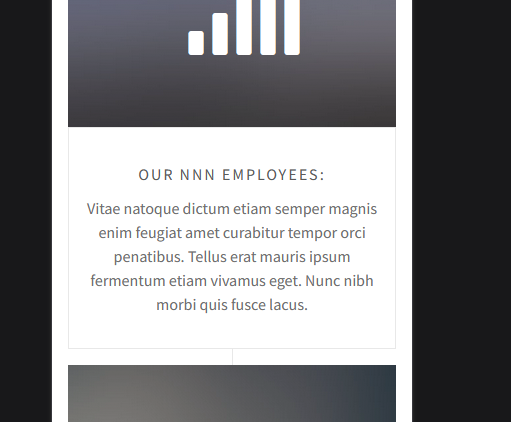 OUR NNN EMPLOYEES:
Vitae natoque dictum etiam semper magnis
enim feugiat amet curabitur tempor orci
penatibus. Tellus erat mauris ipsum
fermentum etiam vivamus eget. Nunc nibh
morbi quis fusce lacus.